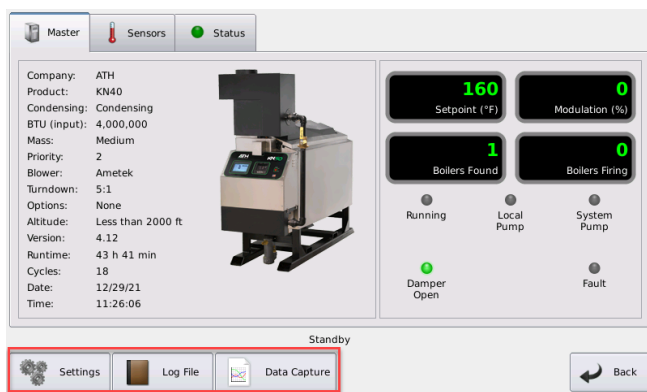 Master
Sensors
Status
Company: ATH
Product: KN40
Condensing: Condensing
BTU (input): 4,000,000
Mass: Medium
Priority: 2
Blower: Ametek
Turndown: 5:1
Options: None
Altitude: Less than 2000 ft
Version: 4.12
Runtime: 43 h 41 min
Cycles: 18
Date: 12/29/21
Time: 11:26:06
160
Setpoint (°F)
0
Modulation (%)
1
Boilers Found
0
Boilers Firing
Running
Local
Pump
System
Pump
Damper
Open
Fault
Standby
Settings
Log File
Data Capture
Back